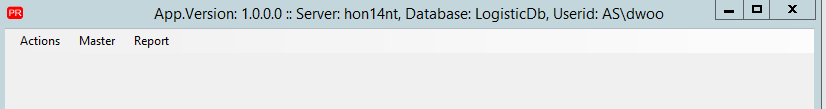 PR App.Version: 1.0.0.0 :: Server: hon14nt, Database: LogisticDb, Userid: AS\dwoo
Actions Master Report